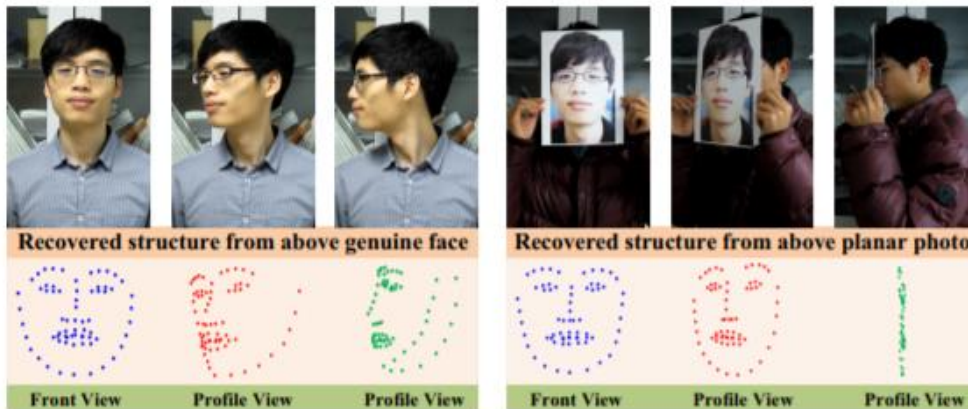 Recovered structure from above genuine face
Front View
Profile View
Profile View
Recovered structure from above planar photo
Front View
Profile View
Profile View